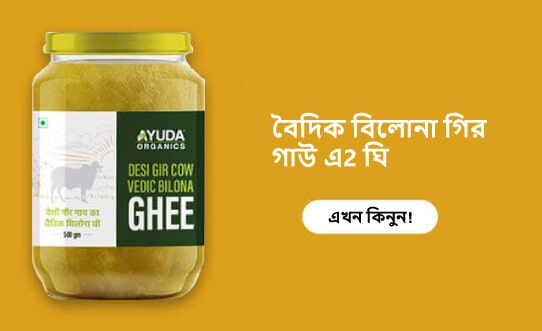 AYUDA
ORGANICS
DESI GIR COW
VEDIC BILONA
GHEE
देसी गीर गाय का
वैदिक बिलोना घी
500 gm
বৈদিক বিলোনা গির
গাউ এ2 ঘি
এখন কিনুন!